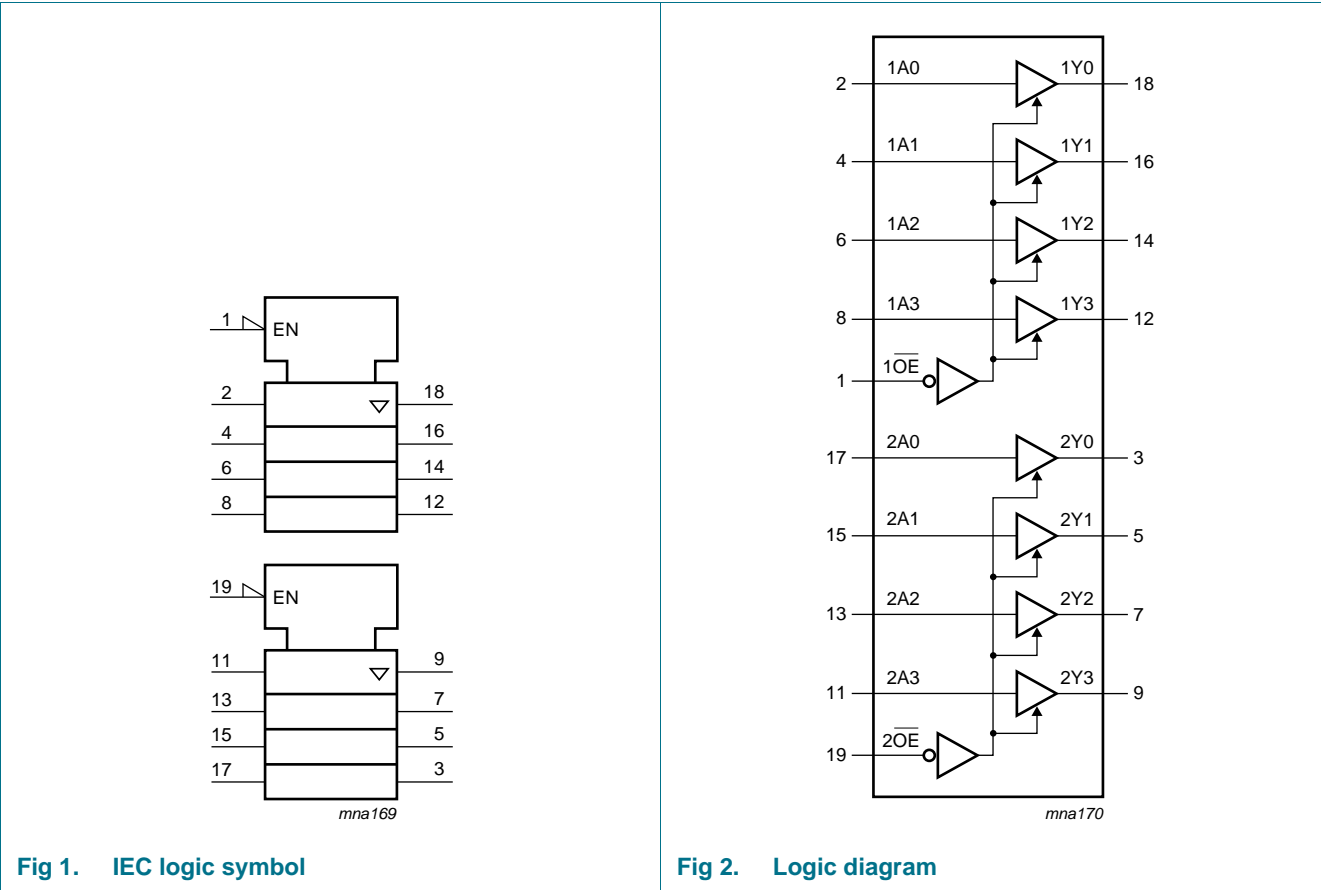 1 EN
2 18
4 16
6 14
8 12
19 EN
11 9
13 7
15 5
17 3
mna169
Fig 1. IEC logic symbol
2 1A0 1Y0 18
4 1A1 1Y1 16
6 1A2 1Y2 14
8 1A3 1Y3 12
1 1O̅E̅
17 2A0 2Y0 3
15 2A1 2Y1 5
13 2A2 2Y2 7
11 2A3 2Y3 9
19 2O̅E̅
mna170
Fig 2. Logic diagram